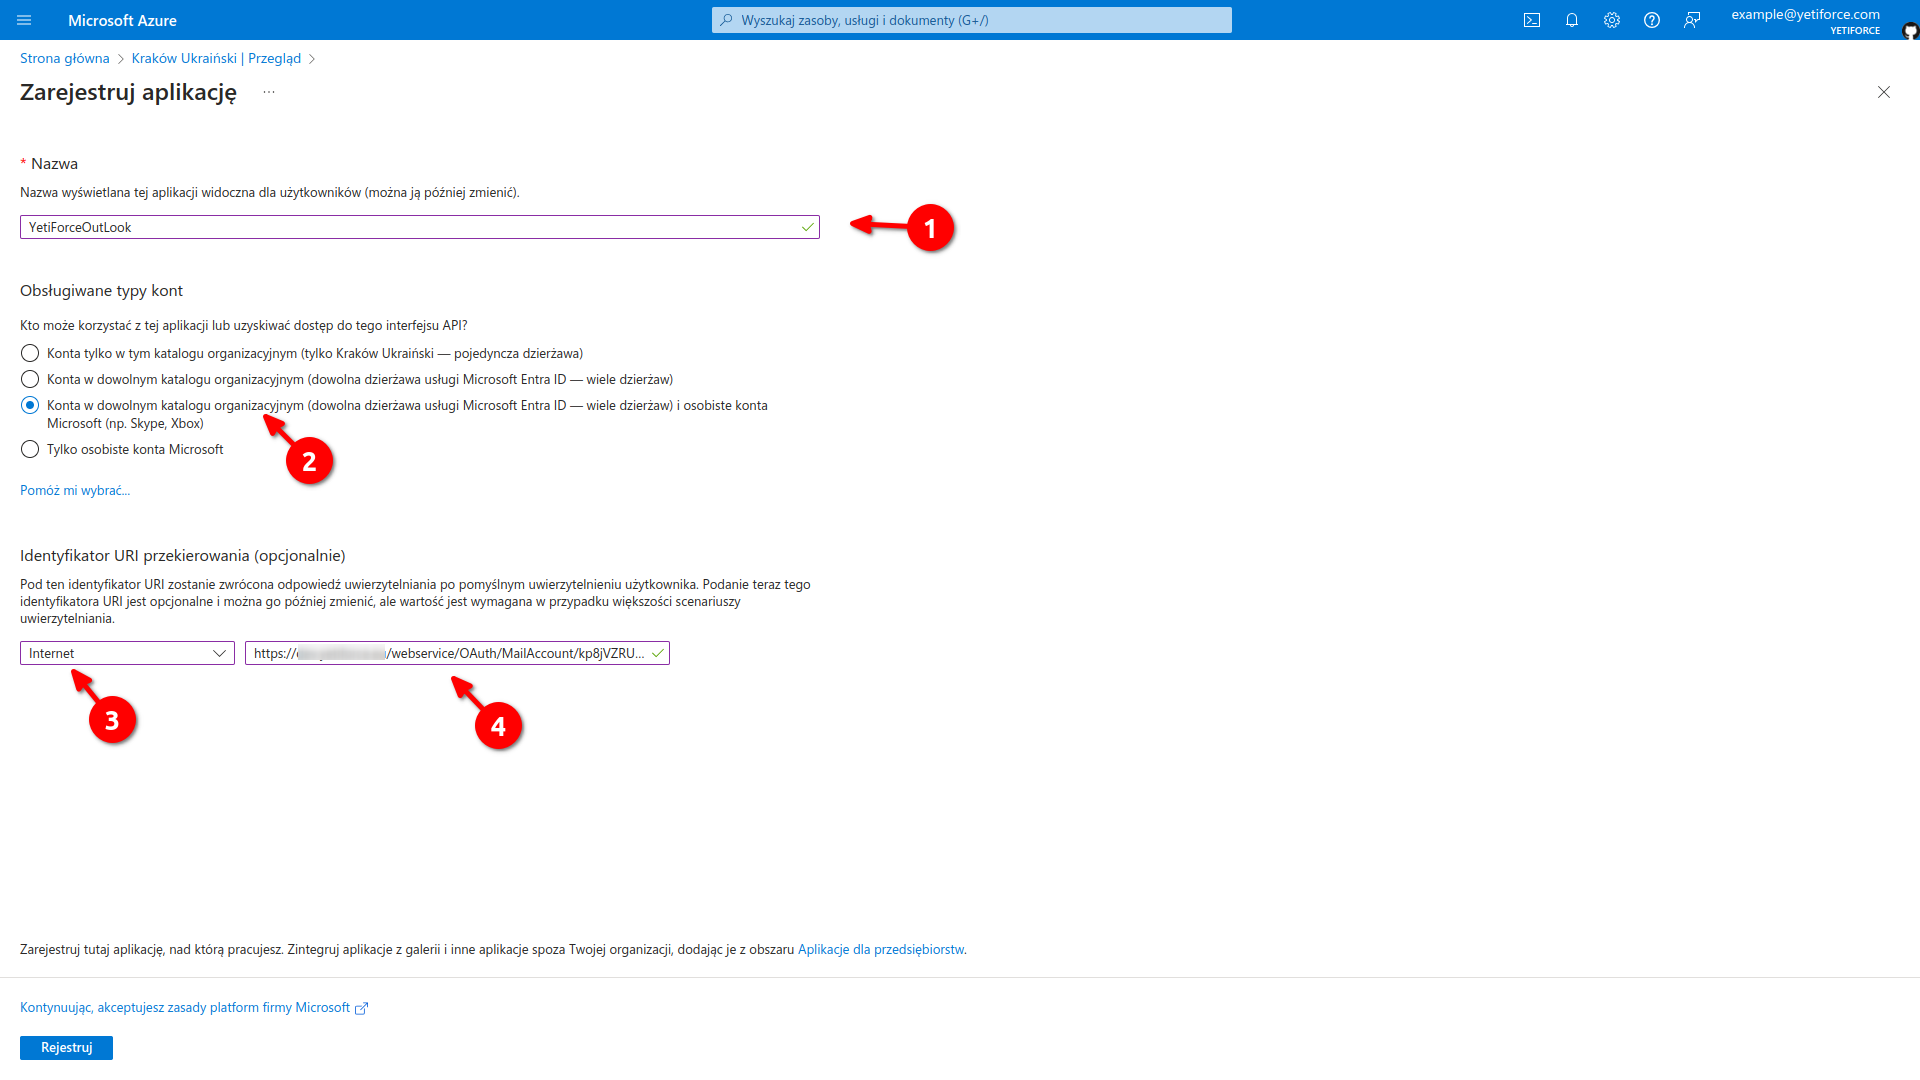 Microsoft Azure
Wyszukaj zasoby, usługi i dokumenty (G+/)
example@yetiforce.com
YETIFORCE
Strona główna
Kraków Ukraiński | Przegląd
Zarejestruj aplikację
...
* Nazwa
Nazwa wyświetlana tej aplikacji widoczna dla użytkowników (można ją później zmienić).
YetiForceOutLook
1
Obsługiwane typy kont
Kto może korzystać z tej aplikacji lub uzyskiwać dostęp do tego interfejsu API?
Konta tylko w tym katalogu organizacyjnym (tylko Kraków Ukraiński — pojedyncza dzierżawa)
Konta w dowolnym katalogu organizacyjnym (dowolna dzierżawa usługi Microsoft Entra ID — wiele dzierżaw)
Konta w dowolnym katalogu organizacyjnym (dowolna dzierżawa usługi Microsoft Entra ID — wiele dzierżaw) i osobiste konta
Microsoft (np. Skype, Xbox)
Tylko osobiste konta Microsoft
2
Pomóż mi wybrać...
Identyfikator URI przekierowania (opcjonalnie)
Pod ten identyfikator URI zostanie zwrócona odpowiedź uwierzytelniania po pomyślnym uwierzytelnieniu użytkownika. Podanie teraz tego
identyfikatora URI jest opcjonalne i można go później zmienić, ale wartość jest wymagana w przypadku większości scenariuszy
uwierzytelniania.
Internet
https:// /webservice/OAuth/MailAccount/kp8jVZRU...
3
4
Zarejestruj tutaj aplikację, nad którą pracujesz. Zintegruj aplikacje z galerii i inne aplikacje spoza Twojej organizacji, dodając je z obszaru Aplikacje dla przedsiębiorstw.
Kontynuując, akceptujesz zasady platform firmy Microsoft
Rejestruj